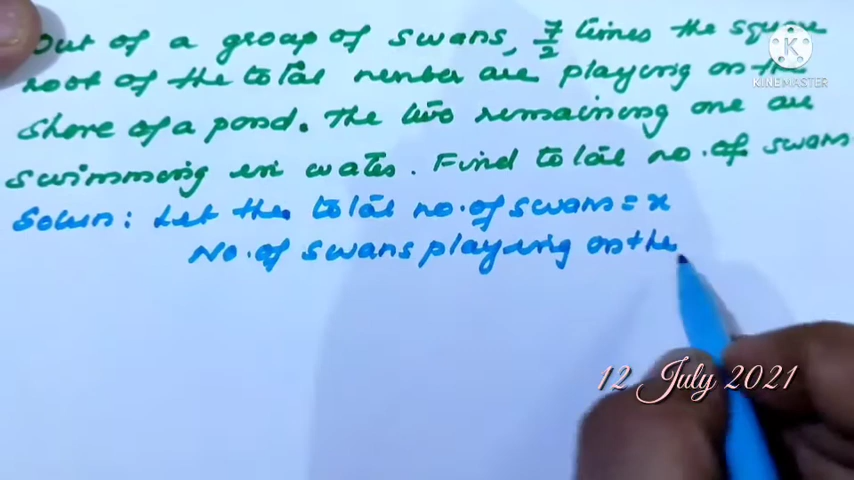 Out of a group of swans, 7/2 times the square
root of the total number are playing on the
shore of a pond. The two remaining one are
swimming in water. Find total no. of swans
Soln: Let the total no. of swans = x
No. of swans playing on the
KINEMASTER
12 July 2021